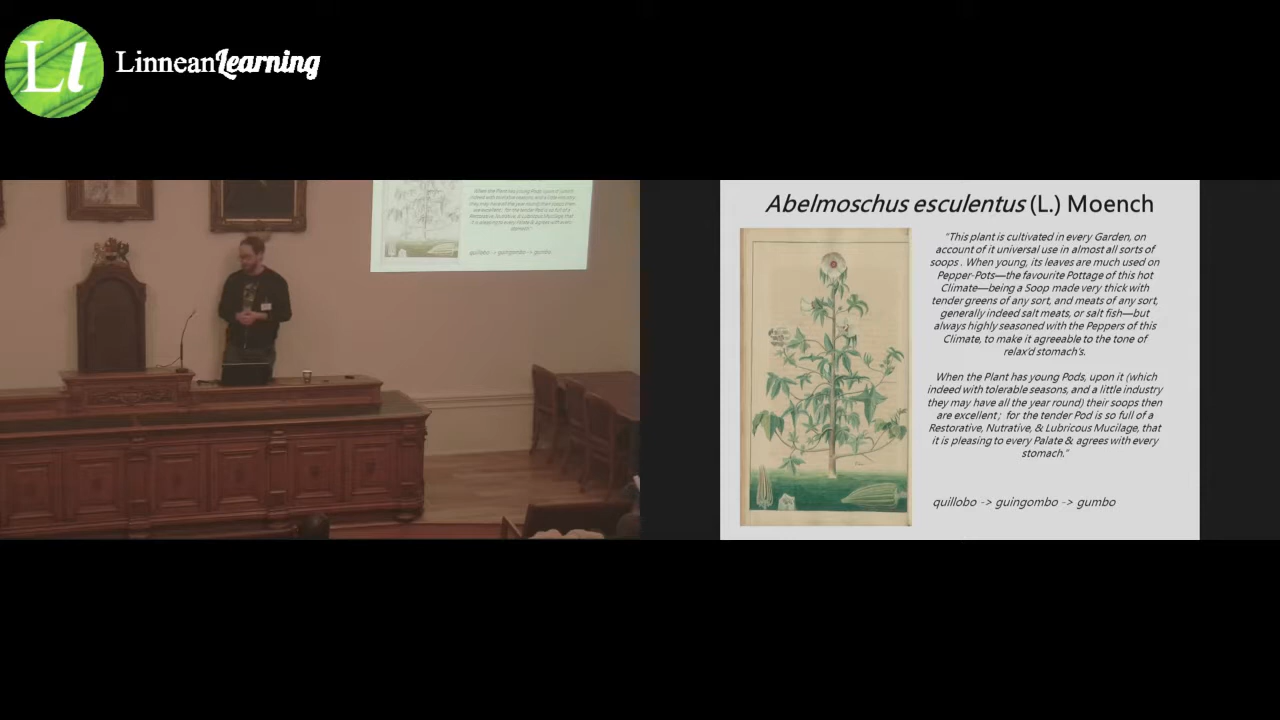 Ll LinneanLearning
Abelmoschus esculentus (L.) Moench
"This plant is cultivated in every Garden, on
account of it universal use in almost all sorts of
soops . When young, its leaves are much used on
Pepper-Pots—the favourite Pottage of this hot
Climate—being a Soop made very thick with
tender greens of any sort, and meats of any sort,
generally indeed salt meats, or salt fish—but
always highly seasoned with the Peppers of this
Climate, to make it agreeable to the tone of
relax'd stomach's.
When the Plant has young Pods, upon it (which
indeed with tolerable seasons, and a little industry
they may have all the year round) their soops then
are excellent; for the tender Pod is so full of a
Restorative, Nutrative, & Lubricous Mucilage, that
it is pleasing to every Palate & agrees with every
stomach."
quillobo -> guingombo -> gumbo
quillobo -> guingombo -> gumbo